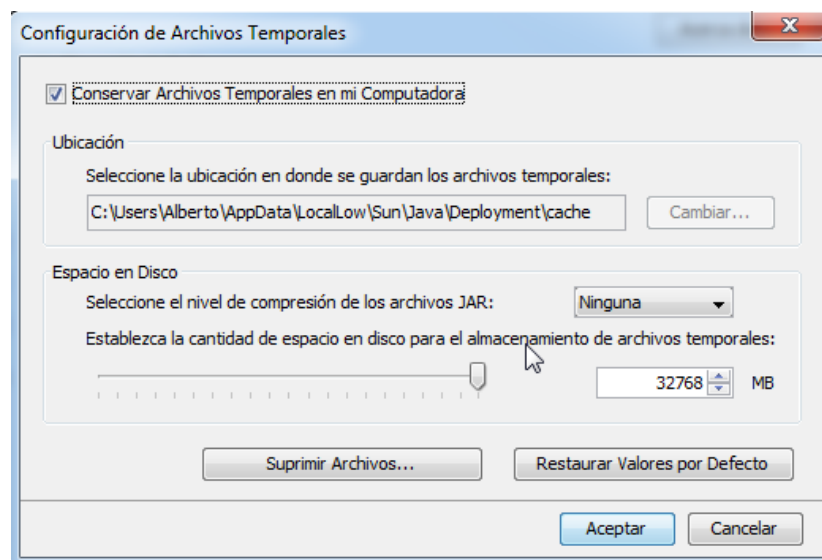 Configuración de Archivos Temporales
Conservar Archivos Temporales en mi Computadora
Ubicación
Seleccione la ubicación en donde se guardan los archivos temporales:
C:\Users\Alberto\AppData\LocalLow\Sun\Java\Deployment\cache
Cambiar...
Espacio en Disco
Seleccione el nivel de compresión de los archivos JAR:
Ninguna
Establezca la cantidad de espacio en disco para el almacenamiento de archivos temporales:
32768 MB
Suprimir Archivos...
Restaurar Valores por Defecto
Aceptar
Cancelar